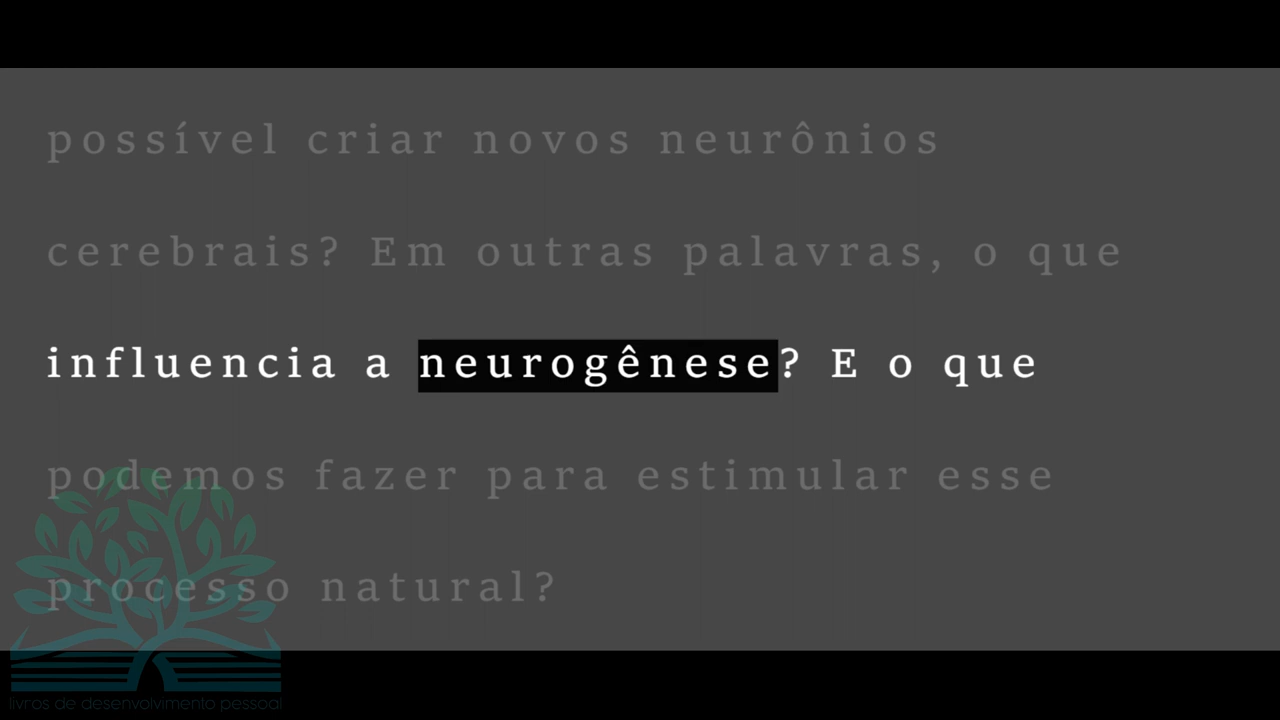 possível criar novos neurônios
cerebrais? Em outras palavras, o que
influencia a neurogênese? E o que
podemos fazer para estimular esse
processo natural?
livros de desenvolvimento pessoal